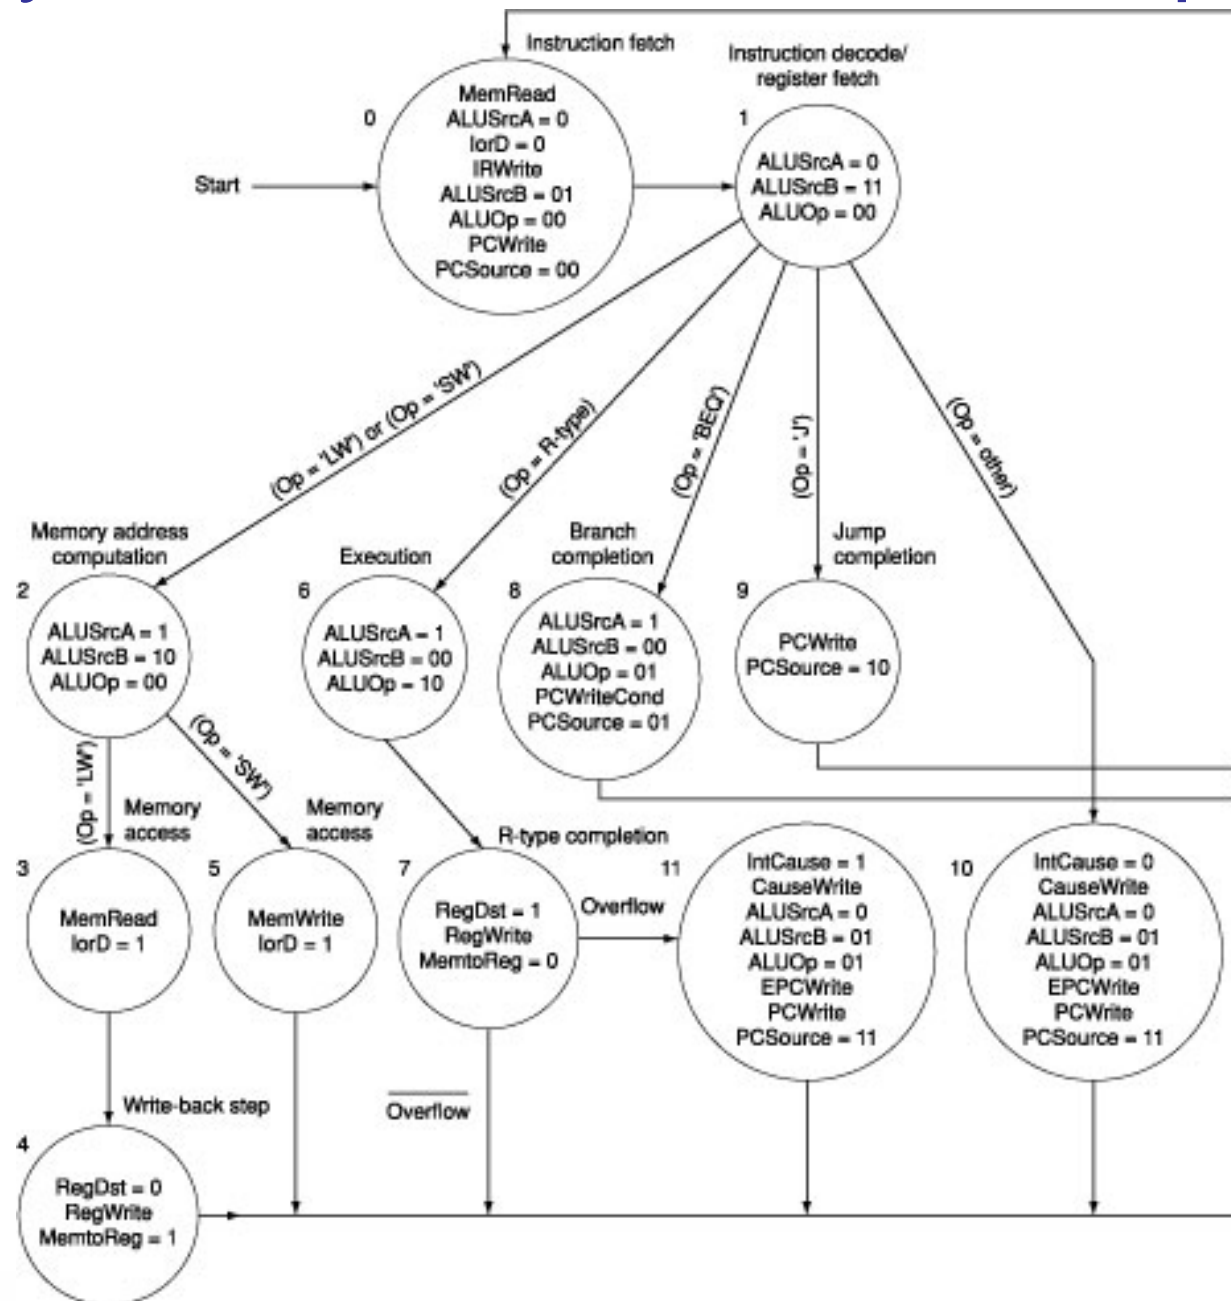 Instruction fetch
Instruction decode/
register fetch
0
MemRead
ALUSrcA = 0
IorD = 0
IRWrite
ALUSrcB = 01
ALUOp = 00
PCWrite
PCSource = 00
1
ALUSrcA = 0
ALUSrcB = 11
ALUOp = 00
Start
(Op = 'LW') or (Op = 'SW')
(Op = R-type)
(Op = 'BEQ')
(Op = 'J')
(Op = other)
Memory address
computation
2
ALUSrcA = 1
ALUSrcB = 10
ALUOp = 00
Execution
6
ALUSrcA = 1
ALUSrcB = 00
ALUOp = 10
Branch
completion
8
ALUSrcA = 1
ALUSrcB = 00
ALUOp = 01
PCWriteCond
PCSource = 01
Jump
completion
9
PCWrite
PCSource = 10
(Op = 'LW')
(Op = 'SW')
Memory
access
3
MemRead
IorD = 1
Memory
access
5
MemWrite
IorD = 1
R-type completion
7
RegDst = 1
RegWrite
MemtoReg = 0
Overflow
11
IntCause = 1
CauseWrite
ALUSrcA = 0
ALUSrcB = 01
ALUOp = 01
EPCWrite
PCWrite
PCSource = 11
10
IntCause = 0
CauseWrite
ALUSrcA = 0
ALUSrcB = 01
ALUOp = 01
EPCWrite
PCWrite
PCSource = 11
Write-back step
Overflow
4
RegDst = 0
RegWrite
MemtoReg = 1